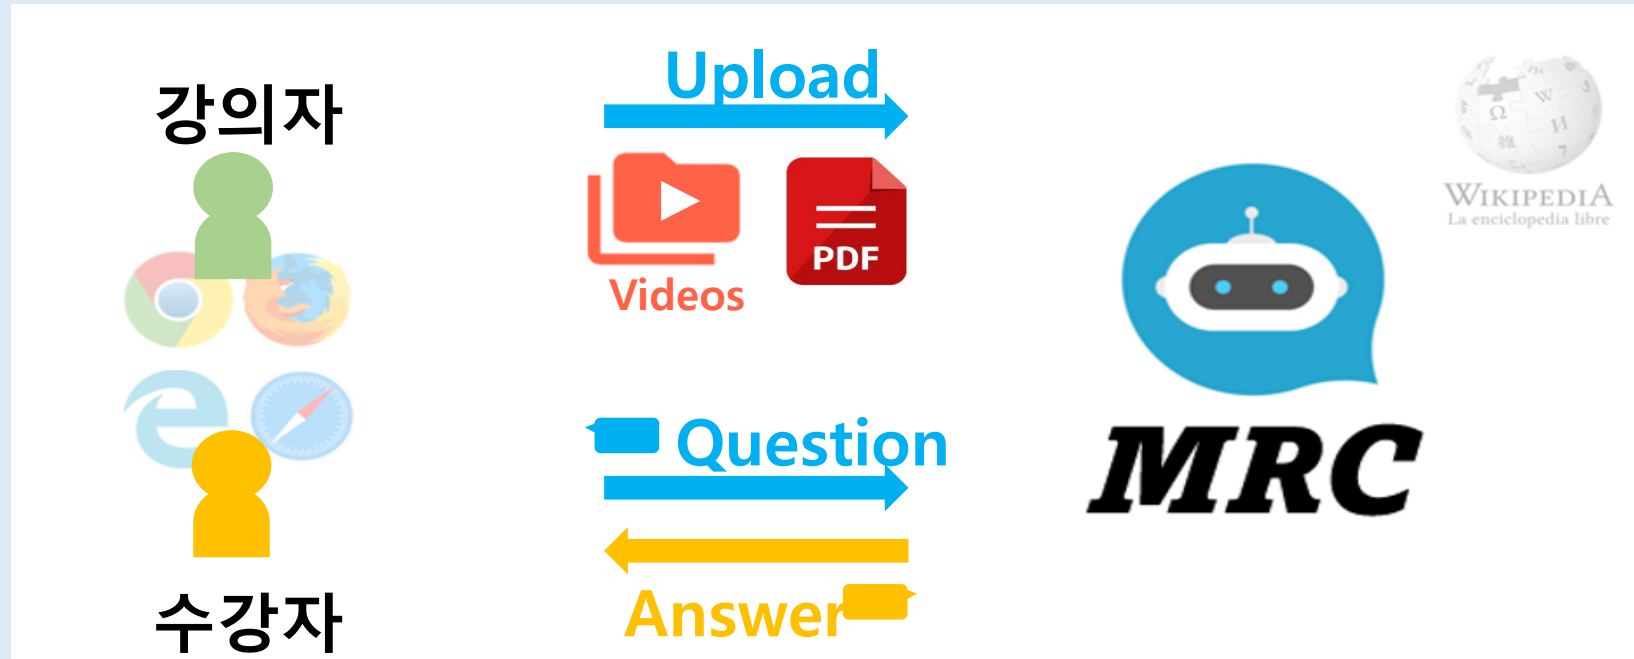 강의자
Upload
PDF
Videos
WIKIPEDIA
La enciclopedia libre
Question
MRC
Answer
수강자